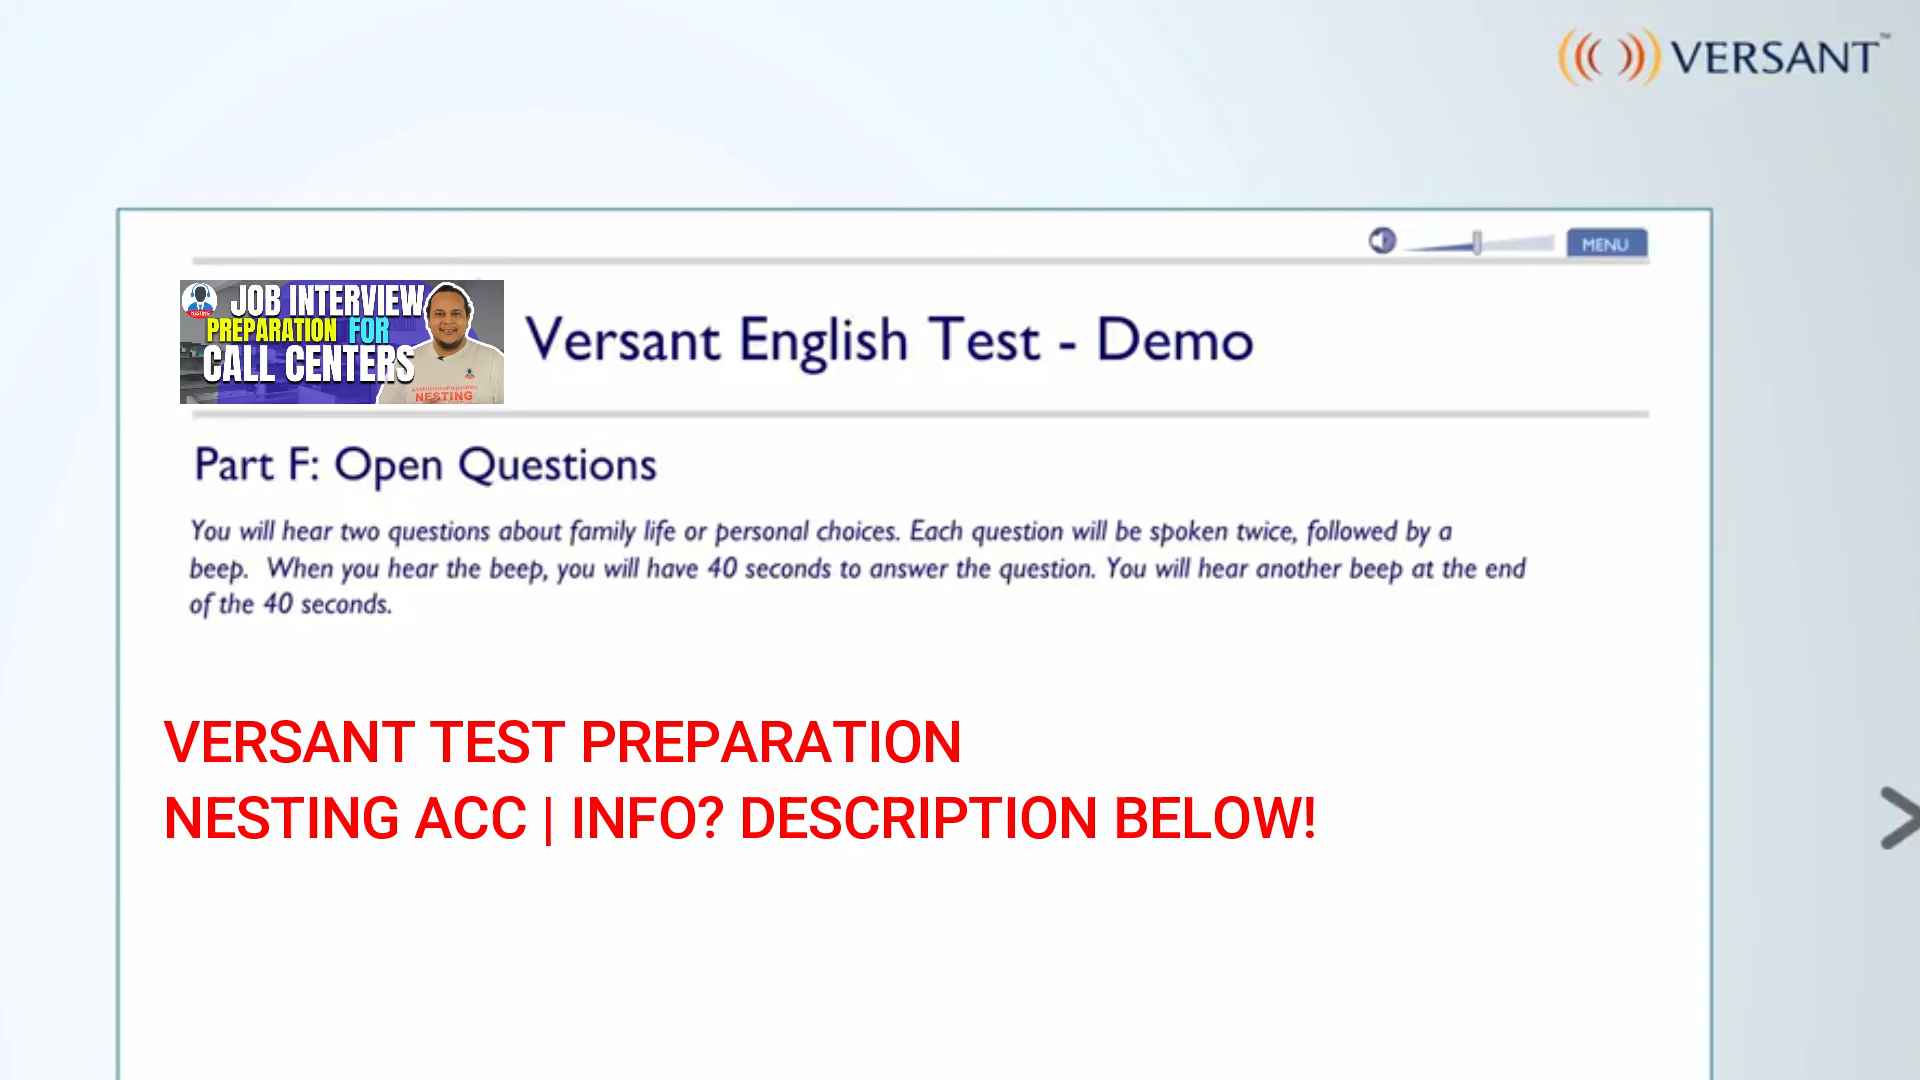 VERSANT™
MENU
JOB INTERVIEW
PREPARATION FOR
CALL CENTERS
NESTING
Versant English Test - Demo
Part F: Open Questions
You will hear two questions about family life or personal choices. Each question will be spoken twice, followed by a
beep. When you hear the beep, you will have 40 seconds to answer the question. You will hear another beep at the end
of the 40 seconds.
VERSANT TEST PREPARATION
NESTING ACC | INFO? DESCRIPTION BELOW!